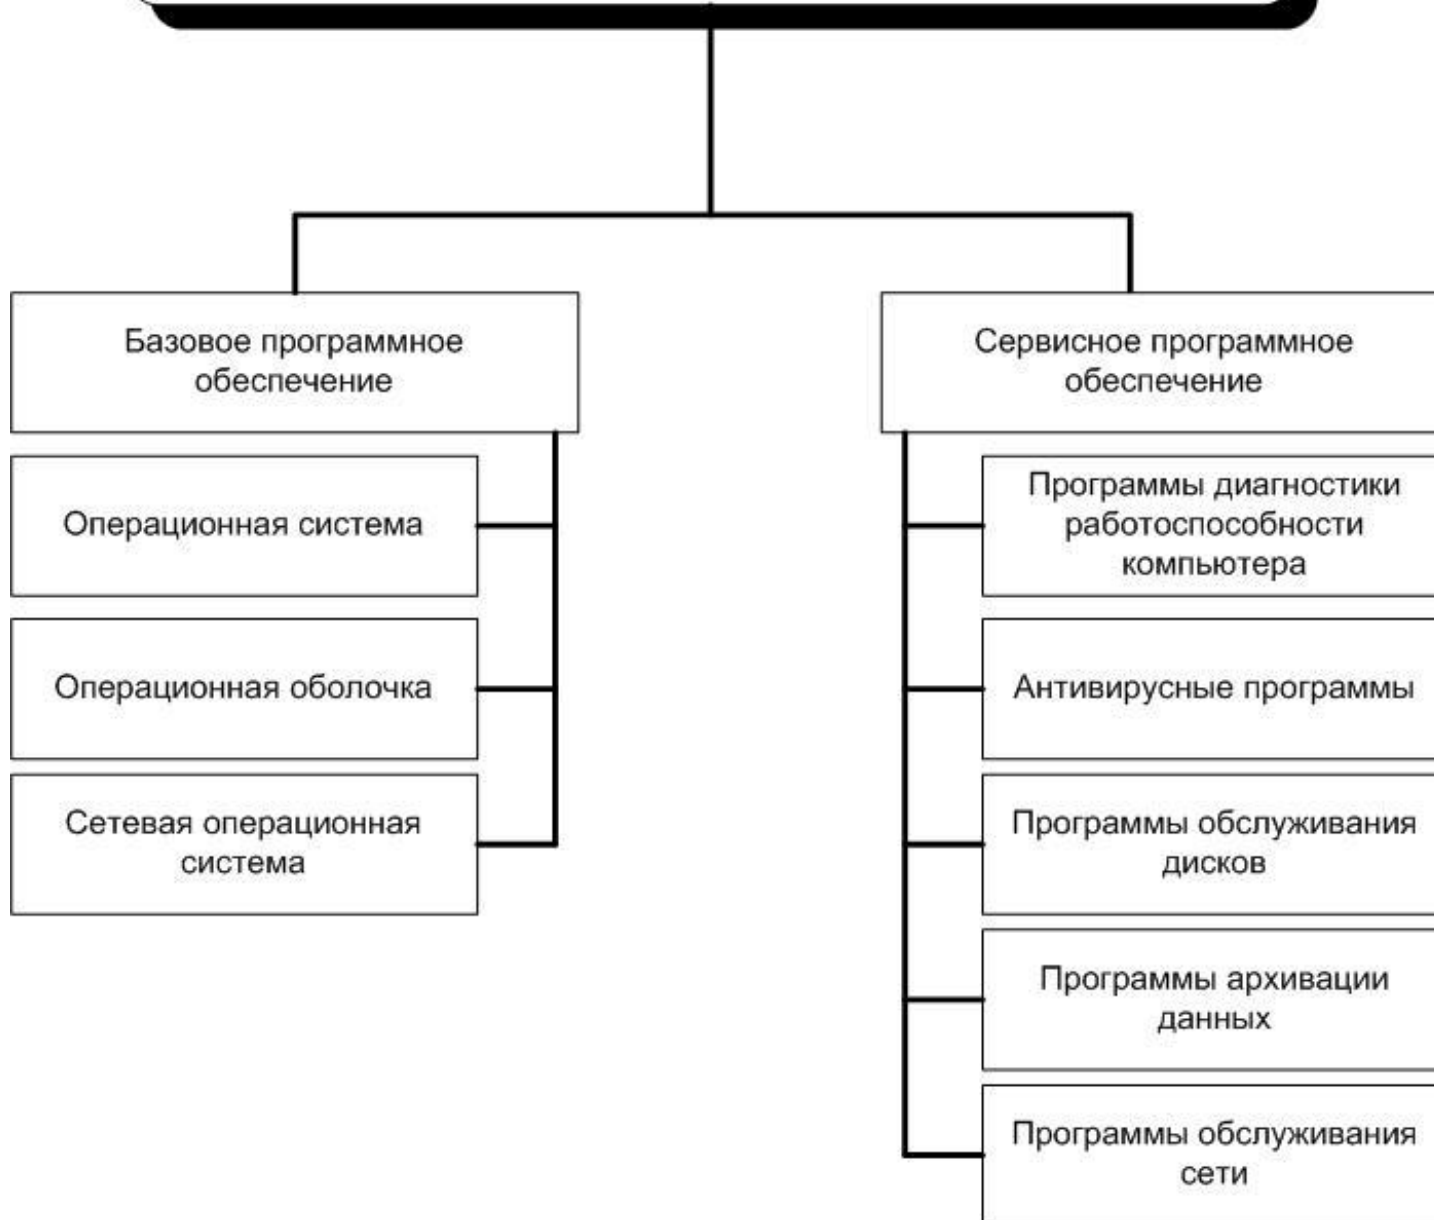 Базовое программное
обеспечение
Операционная система
Операционная оболочка
Сетевая операционная
система
Сервисное программное
обеспечение
Программы диагностики
работоспособности
компьютера
Антивирусные программы
Программы обслуживания
дисков
Программы архивации
данных
Программы обслуживания
сети